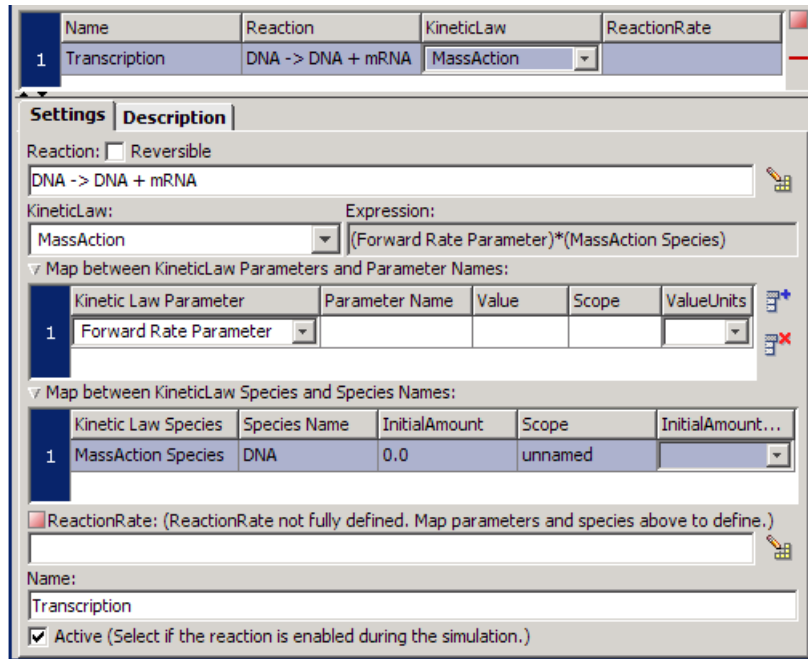 Name Reaction KineticLaw ReactionRate
1 Transcription DNA -> DNA + mRNA MassAction
Settings Description
Reaction: Reversible
DNA -> DNA + mRNA
KineticLaw: Expression:
MassAction (Forward Rate Parameter)*(MassAction Species)
Map between KineticLaw Parameters and Parameter Names:
Kinetic Law Parameter Parameter Name Value Scope ValueUnits
1 Forward Rate Parameter
Map between KineticLaw Species and Species Names:
Kinetic Law Species Species Name InitialAmount Scope InitialAmount...
1 MassAction Species DNA 0.0 unnamed
ReactionRate: (ReactionRate not fully defined. Map parameters and species above to define.)
Name:
Transcription
Active (Select if the reaction is enabled during the simulation.)